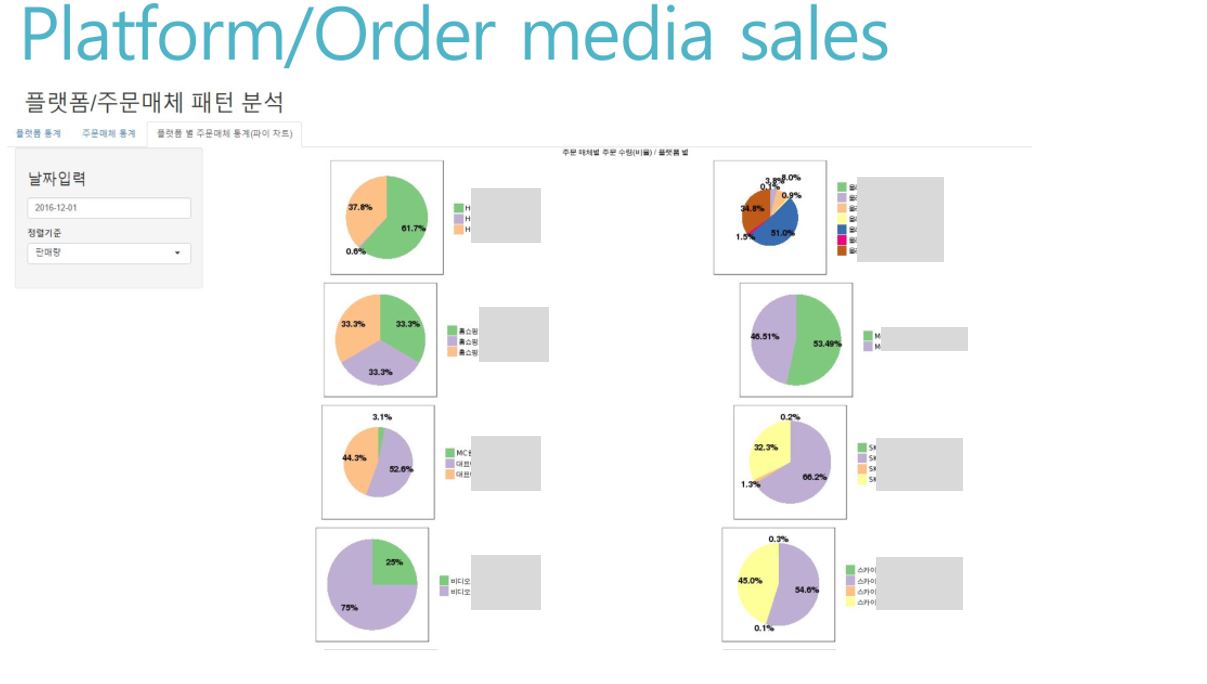 Platform/Order media sales
플랫폼/주문매체 패턴 분석
플랫폼 통계
주문매체 통계
플랫폼 별 주문매체 통계(파이 차트)
날짜입력
2016-12-01
정렬기준
판매량
주문 매체별 주문 수량(비율) / 플랫폼 별
37.8%
61.7%
0.6%
H
H
H
3.8%
8.0%
0.1%
0.9%
34.8%
1.5%
51.0%
33.3%
33.3%
33.3%
홈쇼핑
홈쇼핑
홈쇼핑
46.51%
53.49%
M
M
3.1%
44.3%
52.6%
MC
대표
대표
0.2%
32.3%
66.2%
1.3%
SK
SK
SK
SK
25%
75%
비디오
비디오
0.3%
45.0%
54.6%
0.1%
스카이
스카이
스카이
스카이